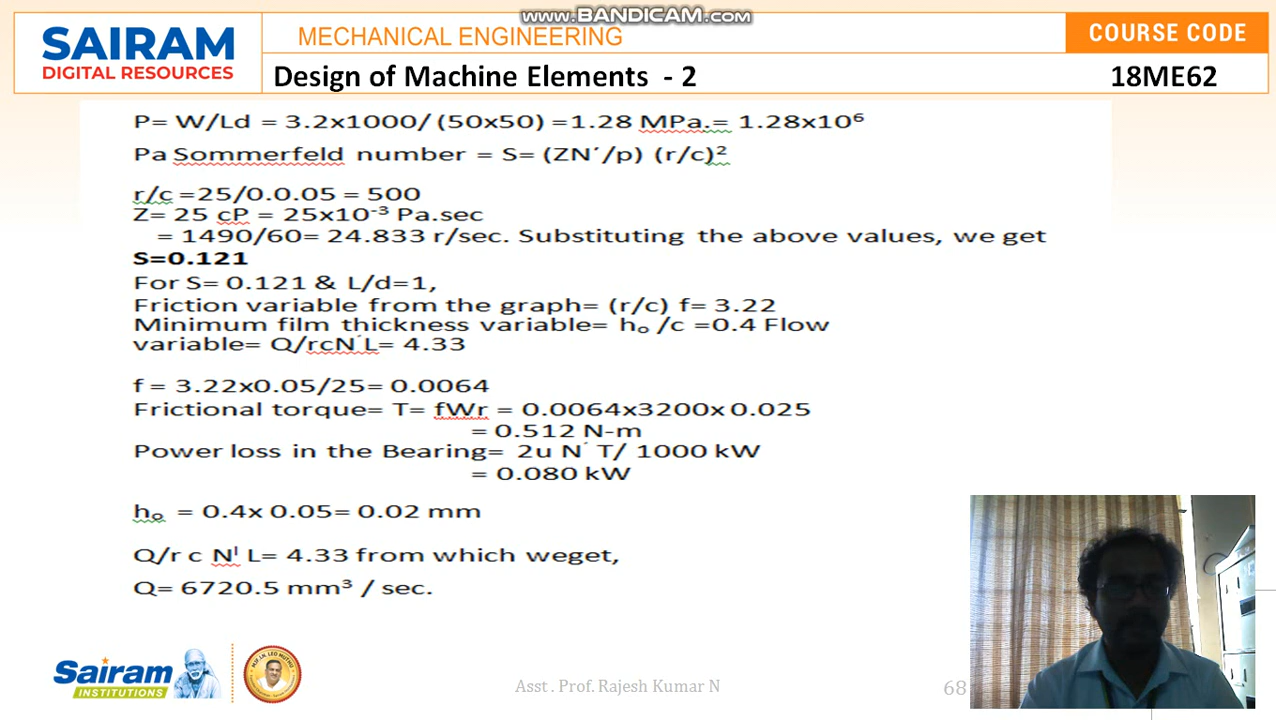 www.BANDICAM.com
SAIRAM
DIGITAL RESOURCES
MECHANICAL ENGINEERING
COURSE CODE
Design of Machine Elements - 2
18ME62
P= W/Ld = 3.2x1000/ (50x50) =1.28 MPa.= 1.28x10⁶
Pa Sommerfeld number = S= (ZN´/p) (r/c)²
r/c =25/0.0.05 = 500
Z= 25 cP = 25x10⁻³ Pa.sec
= 1490/60= 24.833 r/sec. Substituting the above values, we get
S=0.121
For S= 0.121 & L/d=1,
Friction variable from the graph= (r/c) f= 3.22
Minimum film thickness variable= hₒ /c =0.4 Flow
variable= Q/rcN´L= 4.33
f = 3.22x0.05/25= 0.0064
Frictional torque= T= fWr = 0.0064x3200x 0.025
= 0.512 N-m
Power loss in the Bearing= 2u N´ T/ 1000 kW
= 0.080 kW
hₒ = 0.4x 0.05= 0.02 mm
Q/r c Nᴵ L= 4.33 from which weget,
Q= 6720.5 mm³ / sec.
Sairam
INSTITUTIONS
Asst . Prof. Rajesh Kumar N
68